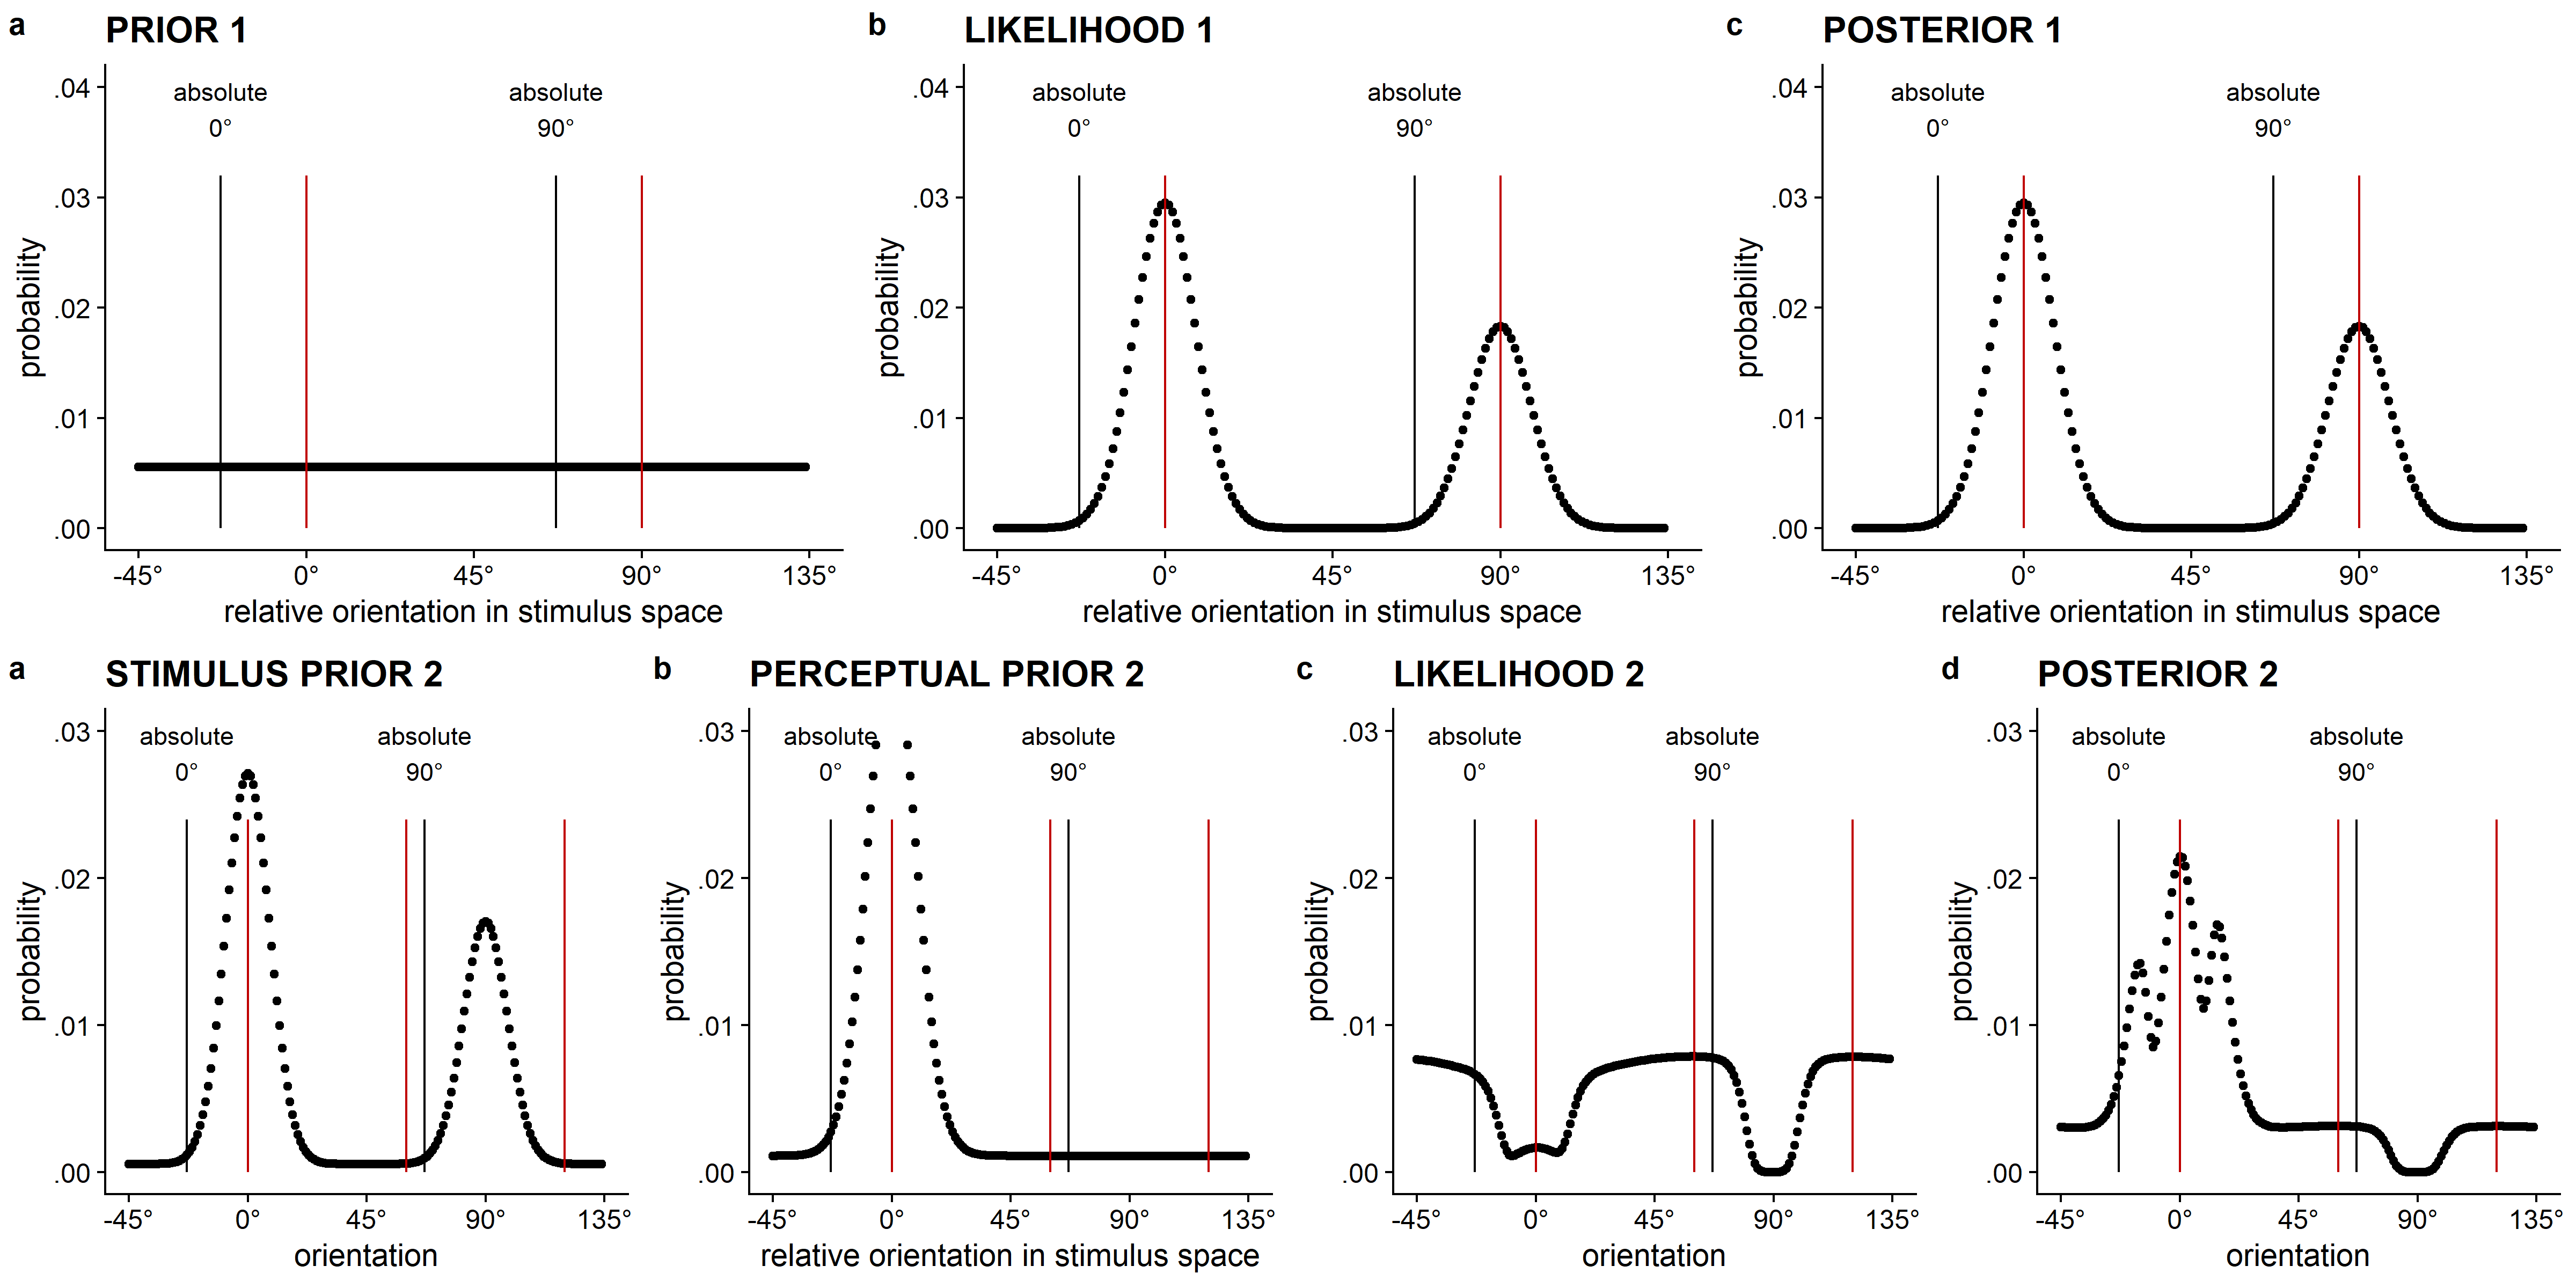 a PRIOR 1
absolute absolute
0° 90°
.04
.03
.02
.01
.00
probability
-45° 0° 45° 90° 135°
relative orientation in stimulus space
b LIKELIHOOD 1
absolute absolute
0° 90°
.04
.03
.02
.01
.00
probability
-45° 0° 45° 90° 135°
relative orientation in stimulus space
c POSTERIOR 1
absolute absolute
0° 90°
.04
.03
.02
.01
.00
probability
-45° 0° 45° 90° 135°
relative orientation in stimulus space
a STIMULUS PRIOR 2
absolute absolute
0° 90°
.03
.02
.01
.00
probability
-45° 0° 45° 90° 135°
orientation
b PERCEPTUAL PRIOR 2
absolute absolute
0° 90°
.03
.02
.01
.00
probability
-45° 0° 45° 90° 135°
relative orientation in stimulus space
c LIKELIHOOD 2
absolute absolute
0° 90°
.03
.02
.01
.00
probability
-45° 0° 45° 90° 135°
orientation
d POSTERIOR 2
absolute absolute
0° 90°
.03
.02
.01
.00
probability
-45° 0° 45° 90° 135°
orientation